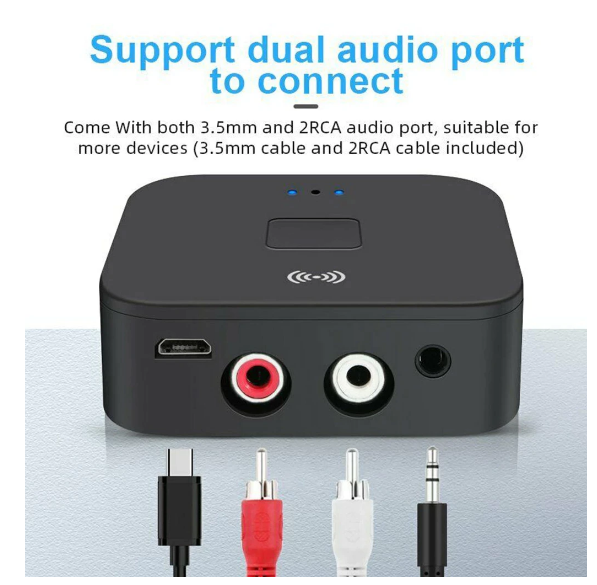 Support dual audio port
to connect
Come With both 3.5mm and 2RCA audio port, suitable for
more devices (3.5mm cable and 2RCA cable included)